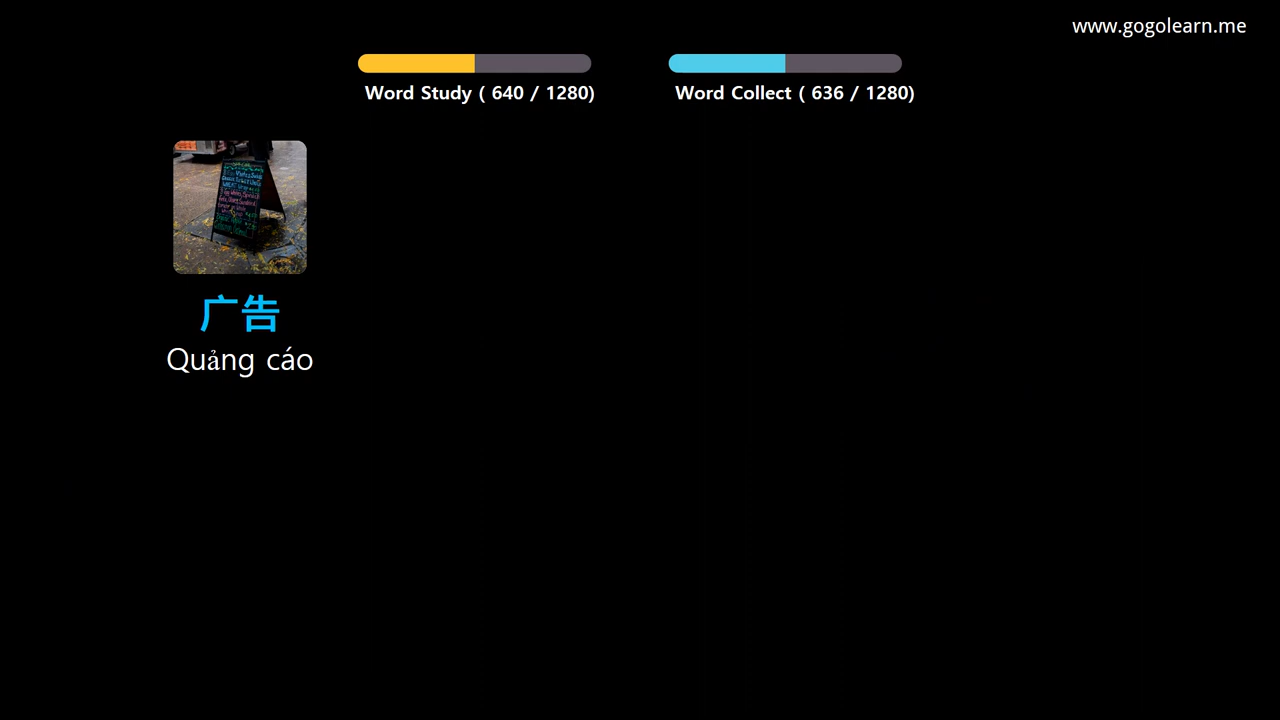 www.gogolearn.me
Word Study ( 640 / 1280)
Word Collect ( 636 / 1280)
广告
Quảng cáo